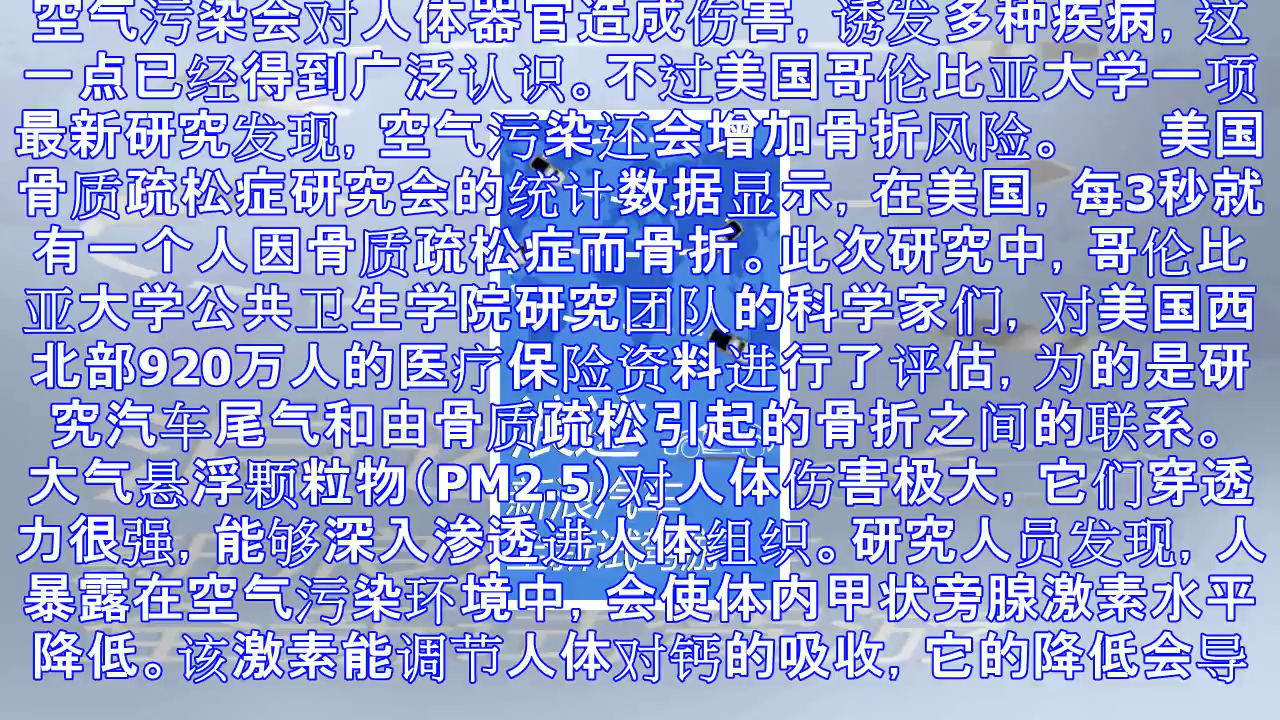 空气污染会对人体器官造成伤害，诱发多种疾病，这
一点已经得到广泛认识。不过美国哥伦比亚大学一项
最新研究发现，空气污染还会增加骨折风险。 美国
骨质疏松症研究会的统计数据显示，在美国，每3秒就
有一个人因骨质疏松症而骨折。此次研究中，哥伦比
亚大学公共卫生学院研究团队的科学家们，对美国西
北部920万人的医疗保险资料进行了评估，为的是研
究汽车尾气和由骨质疏松引起的骨折之间的联系。
大气悬浮颗粒物（PM2.5）对人体伤害极大，它们穿透
力很强，能够深入渗透进人体组织。研究人员发现，人
暴露在空气污染环境中，会使体内甲状旁腺激素水平
降低。该激素能调节人体对钙的吸收，它的降低会导
新浪汽车